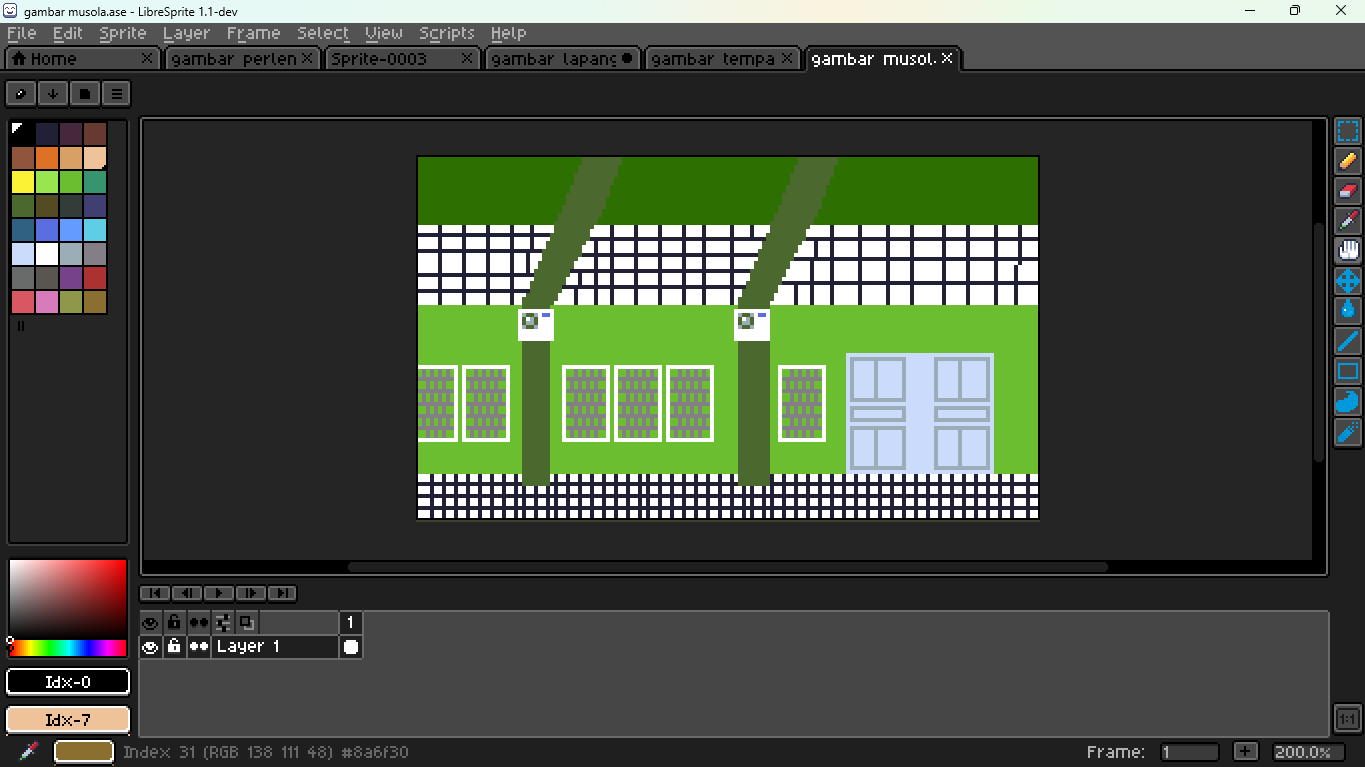 gambar musola.ase - LibreSprite 1.1-dev
File Edit Sprite Layer Frame Select View Scripts Help
Home gambar perlen Sprite-0003 gambar lapang gambar tempa gambar musol.
1
Layer 1
Idx-0
Idx-7
1:1
Index 31 (RGB 138 111 48) #8a6f30 Frame: 1 + 200.0%